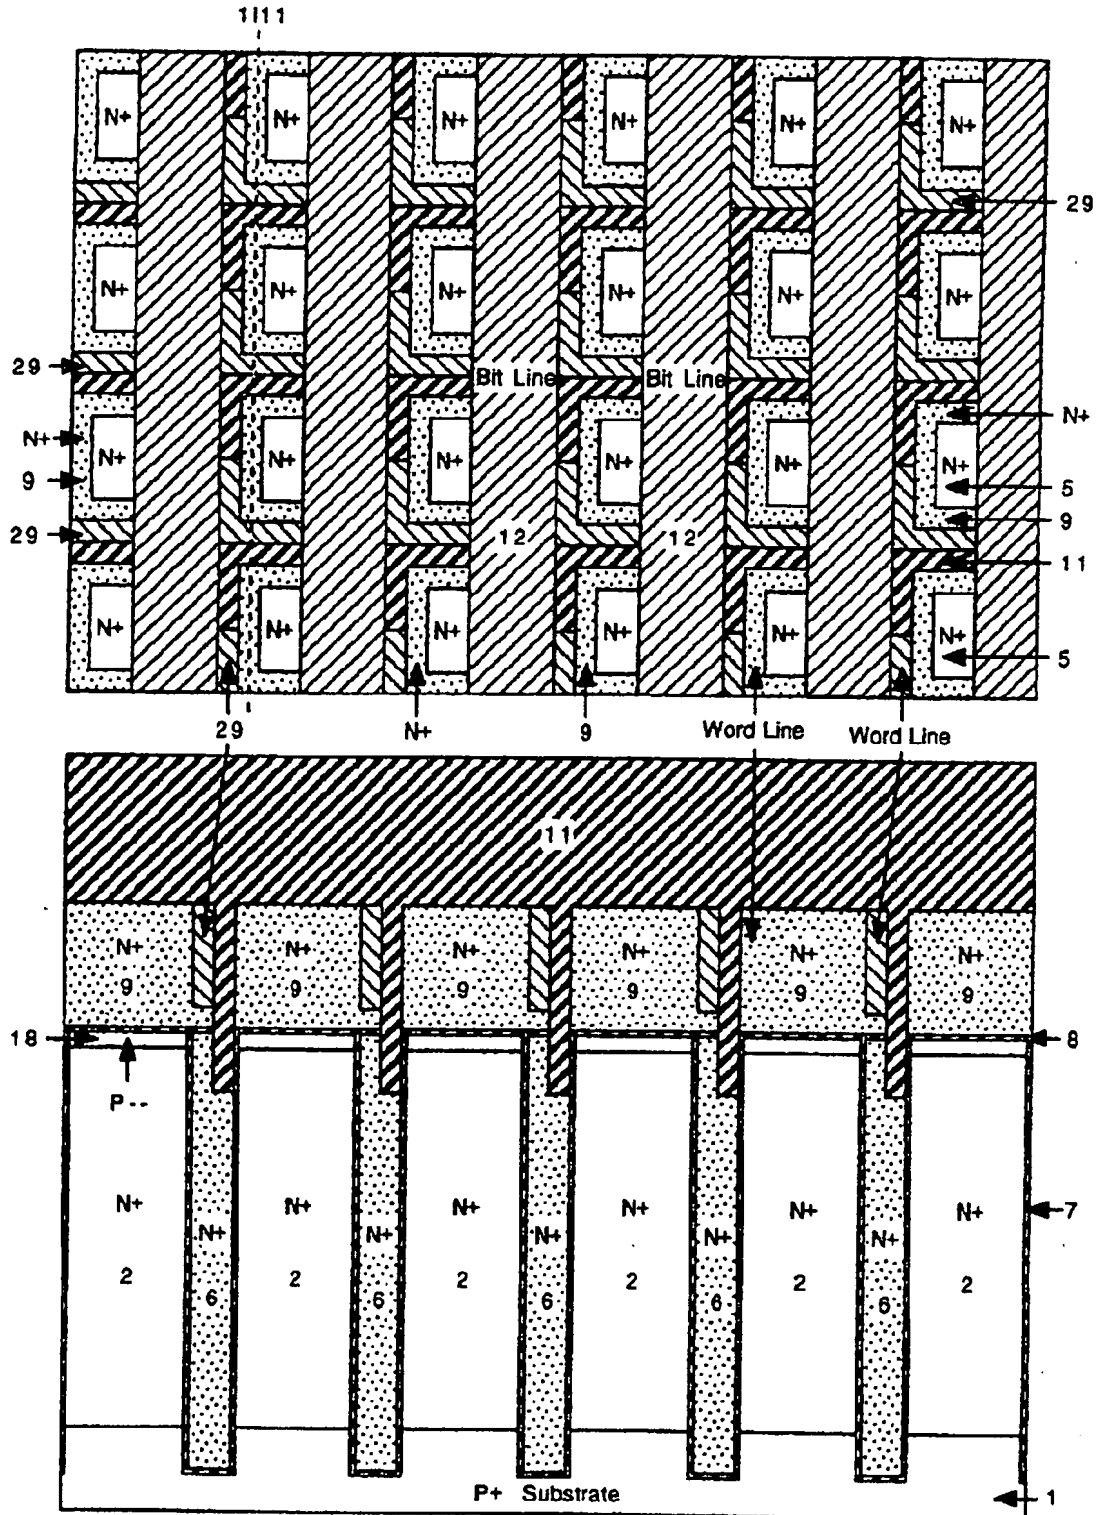 11 11
N+ N+ N+ N+ N+ N+
29
N+ N+ N+ N+ N+ N+
29
Bit Line Bit Line
N+
N+
N+ N+ N+ N+ N+ N+
9
5
9
29
12 12
11
N+ N+ N+ N+ N+ N+
5
29 N+ 9 Word Line Word Line
11
N+ N+ N+ N+ N+ N+
9 9 9 9 9 9
18
8
P--
N+ N+ N+ N+ N+ N+
7
N+ N+ N+ N+ N+
2 2 2 2 2 2
6 6 6 6 6
P+ Substrate
1